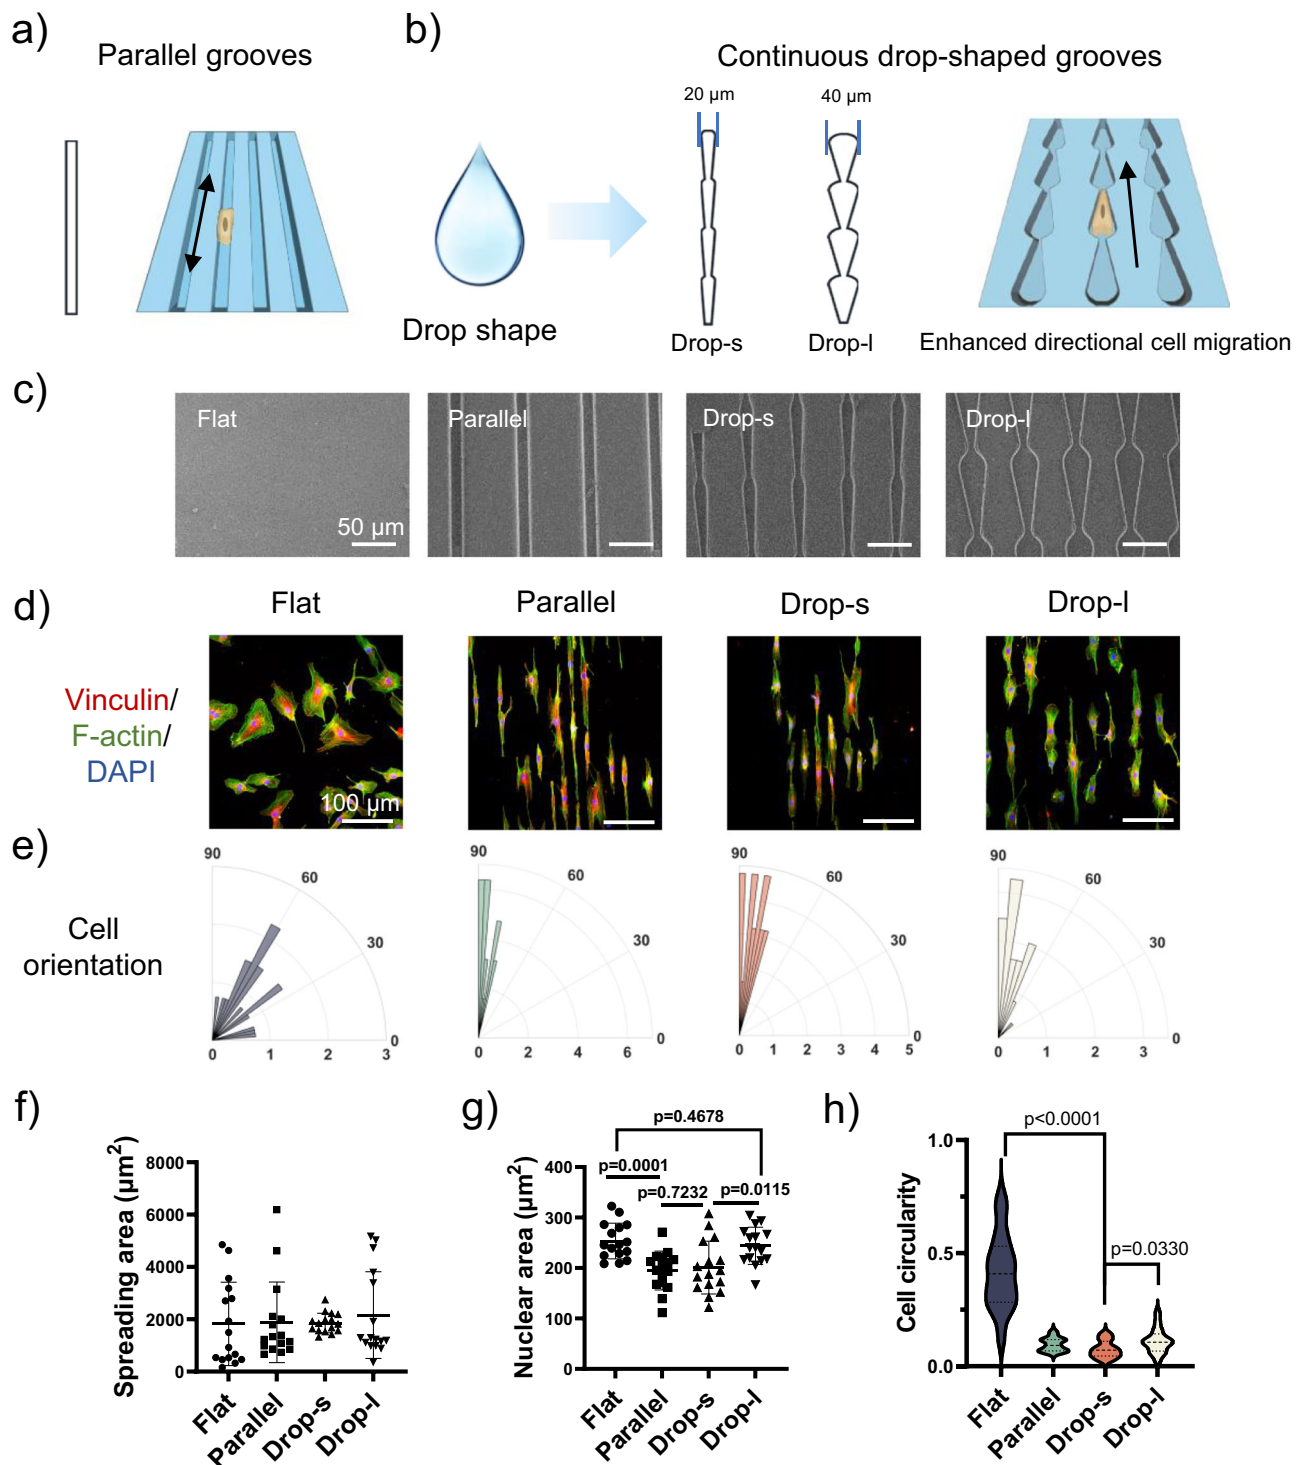 a)
Parallel grooves
b)
Continuous drop-shaped grooves
20 µm
40 µm
Drop shape
Drop-s
Drop-l
Enhanced directional cell migration
c)
Flat
50 µm
Parallel
Drop-s
Drop-l
d)
Flat
Parallel
Drop-s
Drop-l
Vinculin/
F-actin/
DAPI
100 µm
e)
Cell
orientation
90
60
30
0
0 1 2 3
90
60
30
0
0 2 4 6 7
90
60
30
0
0 1 2 3 4 5
90
60
30
0
0 1 2 3
f)
Spreading area (µm²)
8000
6000
4000
2000
0
Flat
Parallel
Drop-s
Drop-l
g)
Nuclear area (µm²)
400
300
200
100
0
p=0.4678
p=0.0001
p=0.7232
p=0.0115
Flat
Parallel
Drop-s
Drop-l
h)
Cell circularity
1.0
0.5
0.0
p<0.0001
p=0.0330
Flat
Parallel
Drop-s
Drop-l